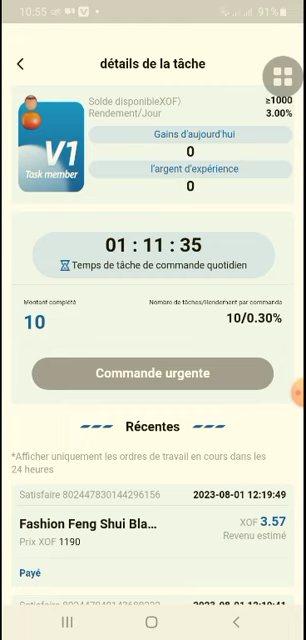 10:55
91%
détails de la tâche
Solde disponibleXOF)
≥1000
Rendement/Jour
3.00%
Gains d'aujourd'hui
0
l'argent d'expérience
0
V1
Task member
01 : 11 : 35
Temps de tâche de commande quotidien
Montant complété
Nombre de tâches/Rendement par commande
10
10/0.30%
Commande urgente
Récentes
*Afficher uniquement les ordres de travail en cours dans les
24 heures
Satisfaire 802447830144296156
2023-08-01 12:19:49
Fashion Feng Shui Bla...
XOF 3.57
Prix XOF 1190
Revenu estimé
Payé